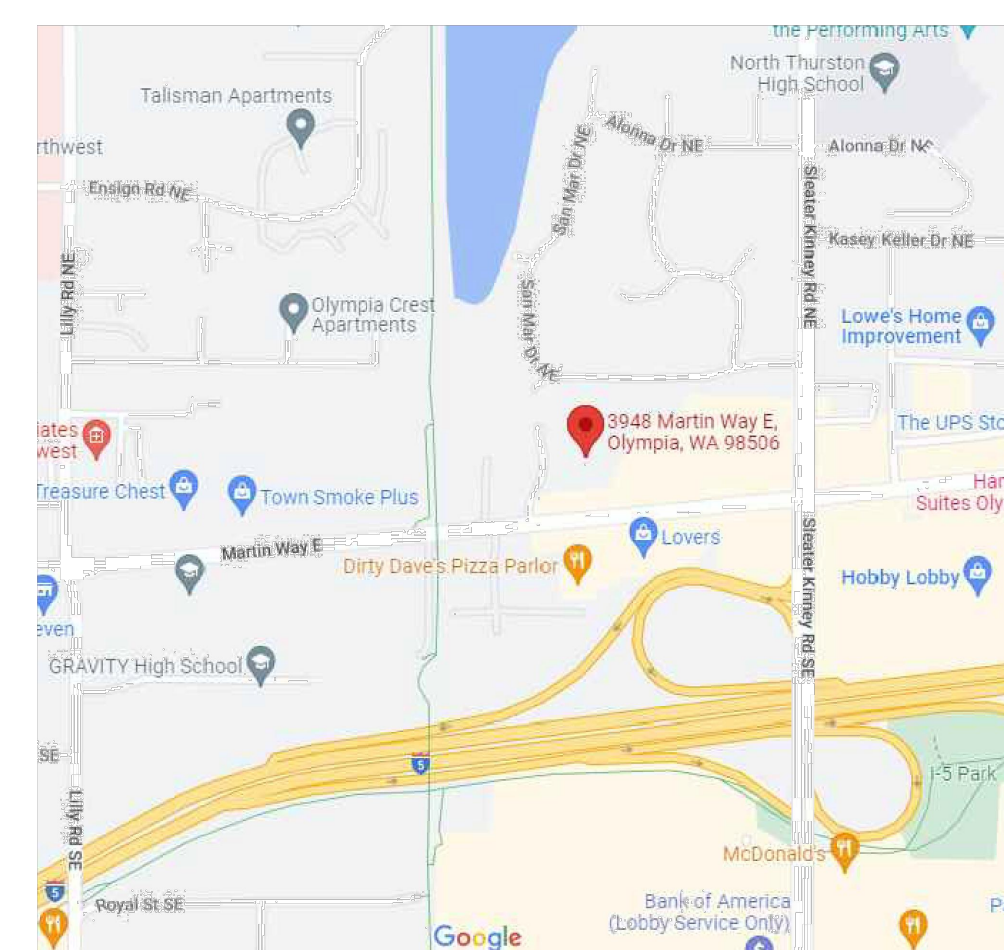 the Performing Arts
North Thurston
High School
Talisman Apartments
Alonna Dr NE
Alonna Dr NE
rthwest
San Mar Dr NE
Ensign Rd NE
Sleater Kinney Rd NE
Kasey Keller Dr NE
Lilly Rd NE
Olympia Crest
Apartments
San Mar Dr NE
Lowe's Home
Improvement
3948 Martin Way E,
Olympia, WA 98506
The UPS Sto
iates
west
Treasure Chest
Town Smoke Plus
Har
Suites Oly
Lovers
Martin Way E
Dirty Dave's Pizza Parlor
Sleater Kinney Rd SE
Hobby Lobby
even
GRAVITY High School
SE
5
I-5 Park
Lilly Rd SE
McDonald's
5
Royal St SE
Bank of America
(Lobby Service Only)
P
Google